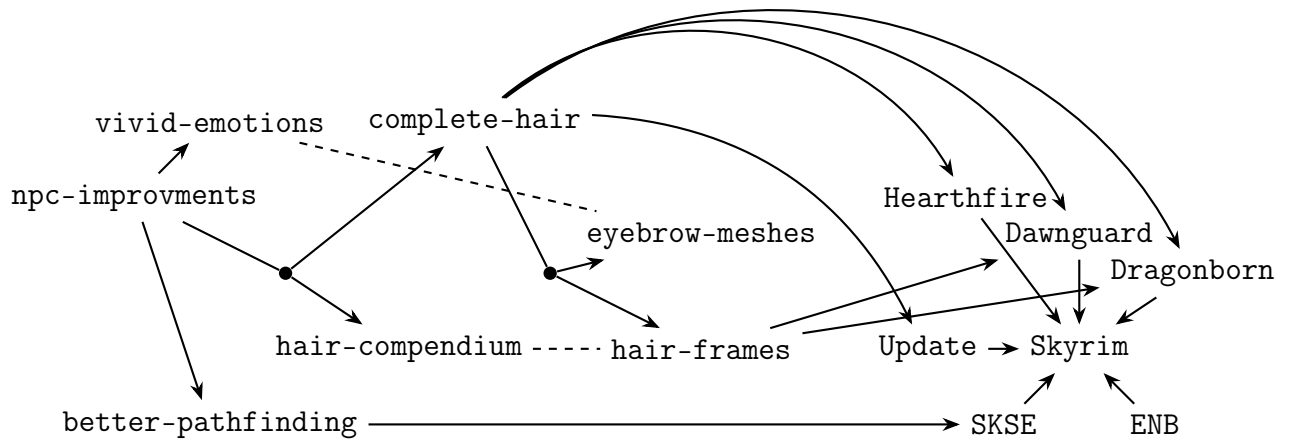 complete-hair
vivid-emotions
npc-improvments
Hearthfire
eyebrow-meshes
Dawnguard
Dragonborn
hair-compendium
hair-frames
Update
Skyrim
better-pathfinding
SKSE
ENB